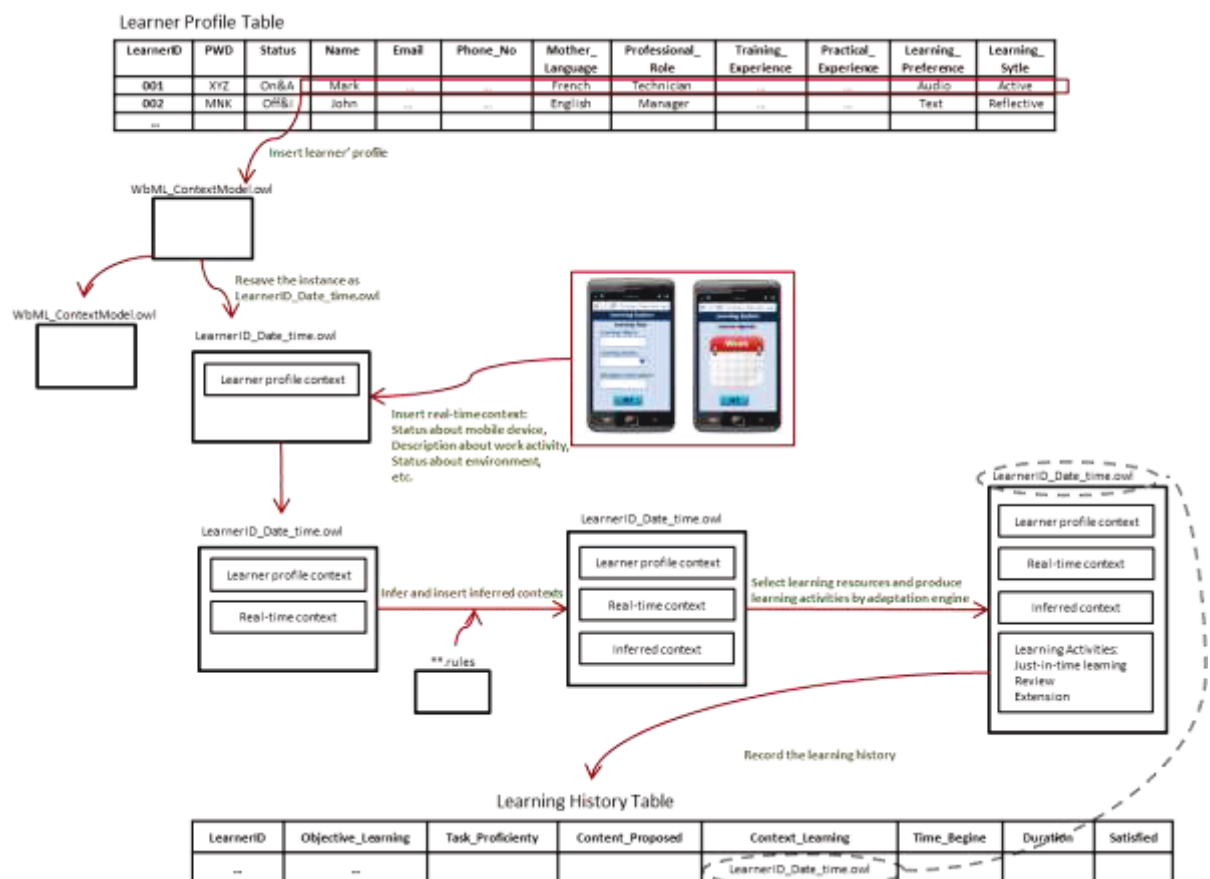 Learner Profile Table
LearnerID PWD Status Name Email Phone_No Mother_ Professional_ Training_ Practical_ Learning_ Learning_
Language Role Experience Experience Preference Sytle
001 XYZ On&A Mark ... ... French Technician ... ... Audio Active
002 MNK Off&I John ... ... English Manager ... ... Text Reflective
...
Insert learner' profile
WbML_ContextModel.owl
Resave the instance as
LearnerID_Date_time.owl
WbML_ContextModel.owl
LearnerID_Date_time.owl
Learner profile context
Week
Insert real-time context:
Status about mobile device,
Description about work activity,
Status about environment,
etc.
LearnerID_Date_time.owl
Learner profile context
Real-time context
Infer and insert inferred contexts
**.rules
LearnerID_Date_time.owl
Learner profile context
Real-time context
Inferred context
Select learning resources and produce
learning activities by adaptation engine
LearnerID_Date_time.owl
Learner profile context
Real-time context
Inferred context
Learning Activities:
Just-in-time learning
Review
Extension
Record the learning history
Learning History Table
LearnerID Objective_Learning Task_Proficienty Content_Proposed Context_Learning Time_Begine Duration Satisfied
... ... LearnerID_Date_time.owl